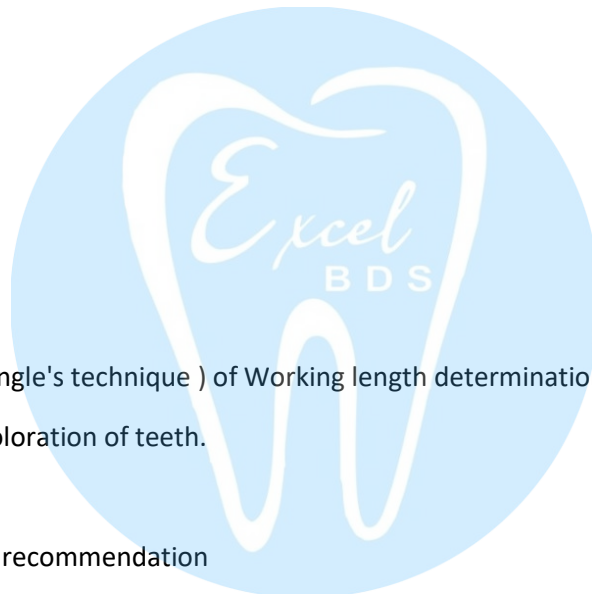 Excel
BDS
ngle's technique ) of Working length determinatio
loration of teeth.
recommendation